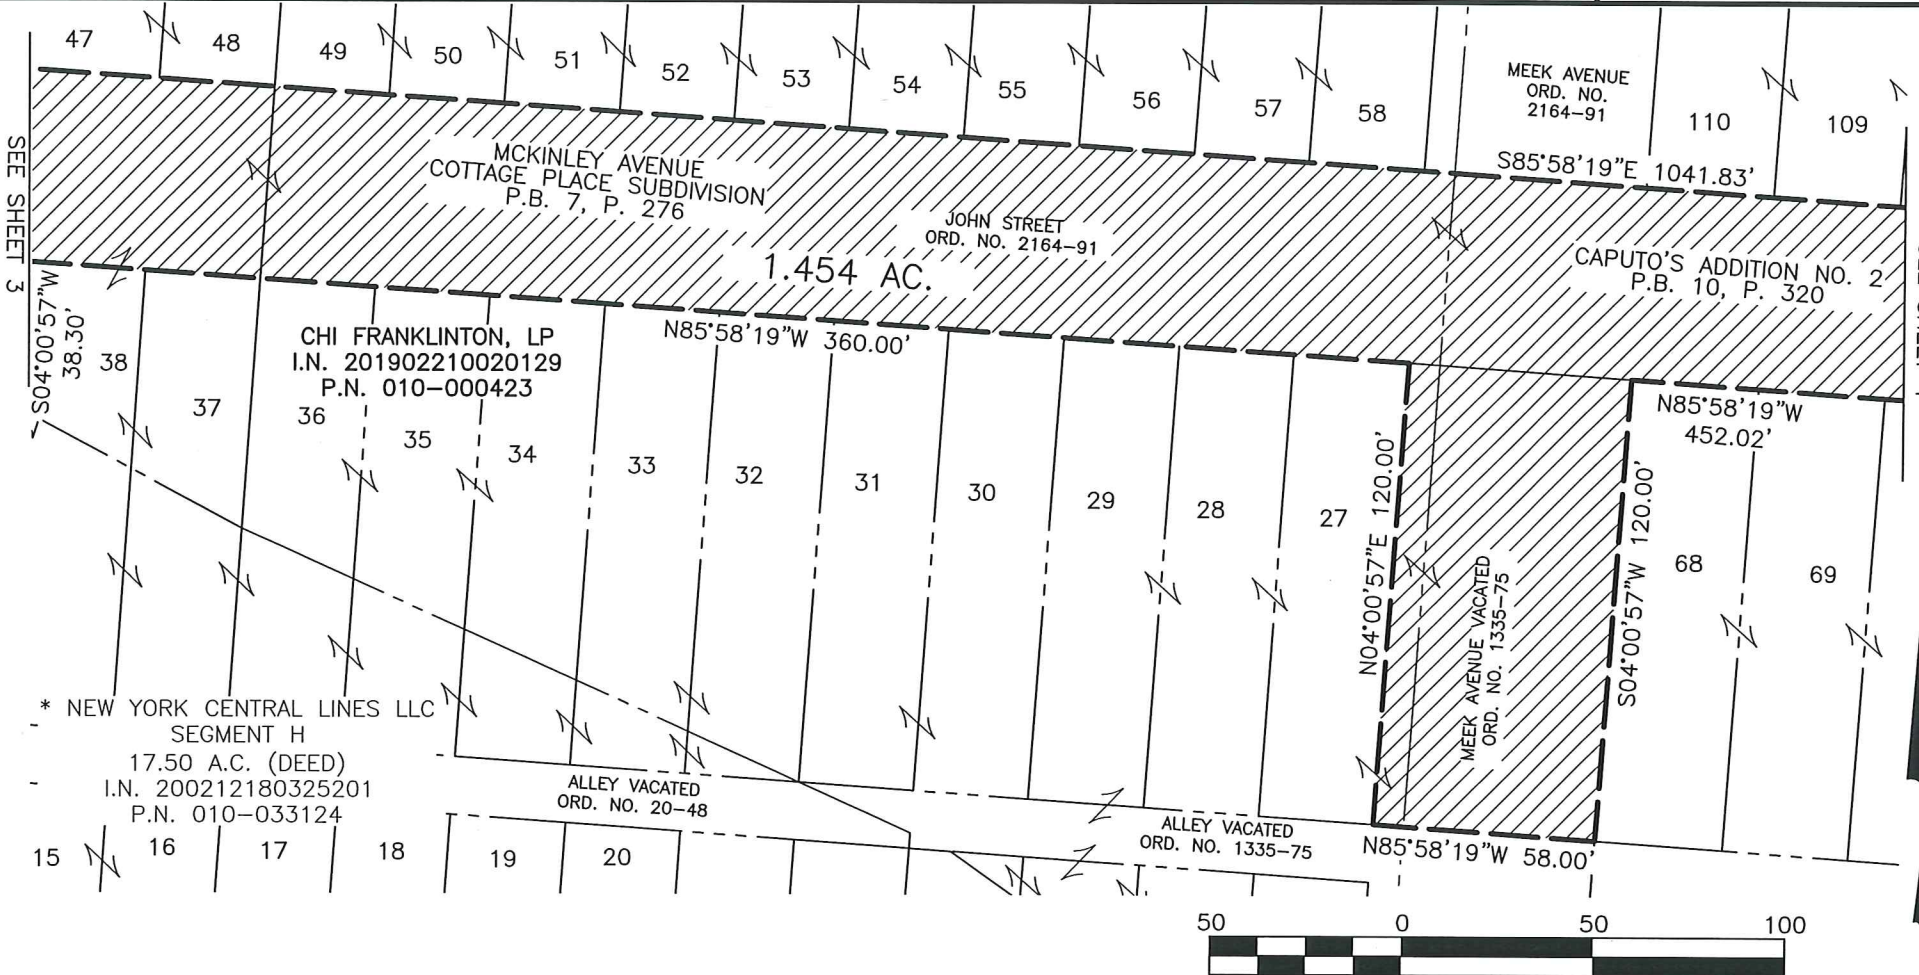 47
48
49
50
51
52
53
54
55
56
57
58
MEEK AVENUE
ORD. NO.
2164-91
110
109
S85°58'19"E 1041.83'
SEE SHEET 3
MCKINLEY AVENUE
COTTAGE PLACE SUBDIVISION
P.B. 7, P. 276
JOHN STREET
ORD. NO. 2164-91
1.454 AC.
CAPUTO'S ADDITION NO. 2
P.B. 10, P. 320
S04°00'57"W
38.30'
CHI FRANKLINTON, LP
I.N. 201902210020129
P.N. 010-000423
N85°58'19"W 360.00'
N85°58'19"W
452.02'
38
37
36
35
34
33
32
31
30
29
28
27
N04°00'57"E 120.00'
MEEK AVENUE VACATED
ORD. NO. 1335-75
S04°00'57"W 120.00'
68
69
* NEW YORK CENTRAL LINES LLC
SEGMENT H
17.50 A.C. (DEED)
I.N. 200212180325201
P.N. 010-033124
ALLEY VACATED
ORD. NO. 20-48
ALLEY VACATED
ORD. NO. 1335-75
N85°58'19"W 58.00'
15
16
17
18
19
20
50 0 50 100